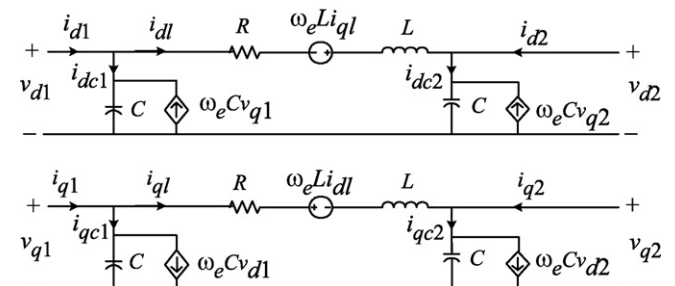 i_d1 i_dl R ω_eLi_ql L i_d2
+ +
v_d1 i_dc1 C ω_eCv_q1 i_dc2 C ω_eCv_q2 v_d2
− −
i_q1 i_ql R ω_eLi_dl L i_q2
+ +
v_q1 i_qc1 C ω_eCv_d1 i_qc2 C ω_eCv_d2 v_q2